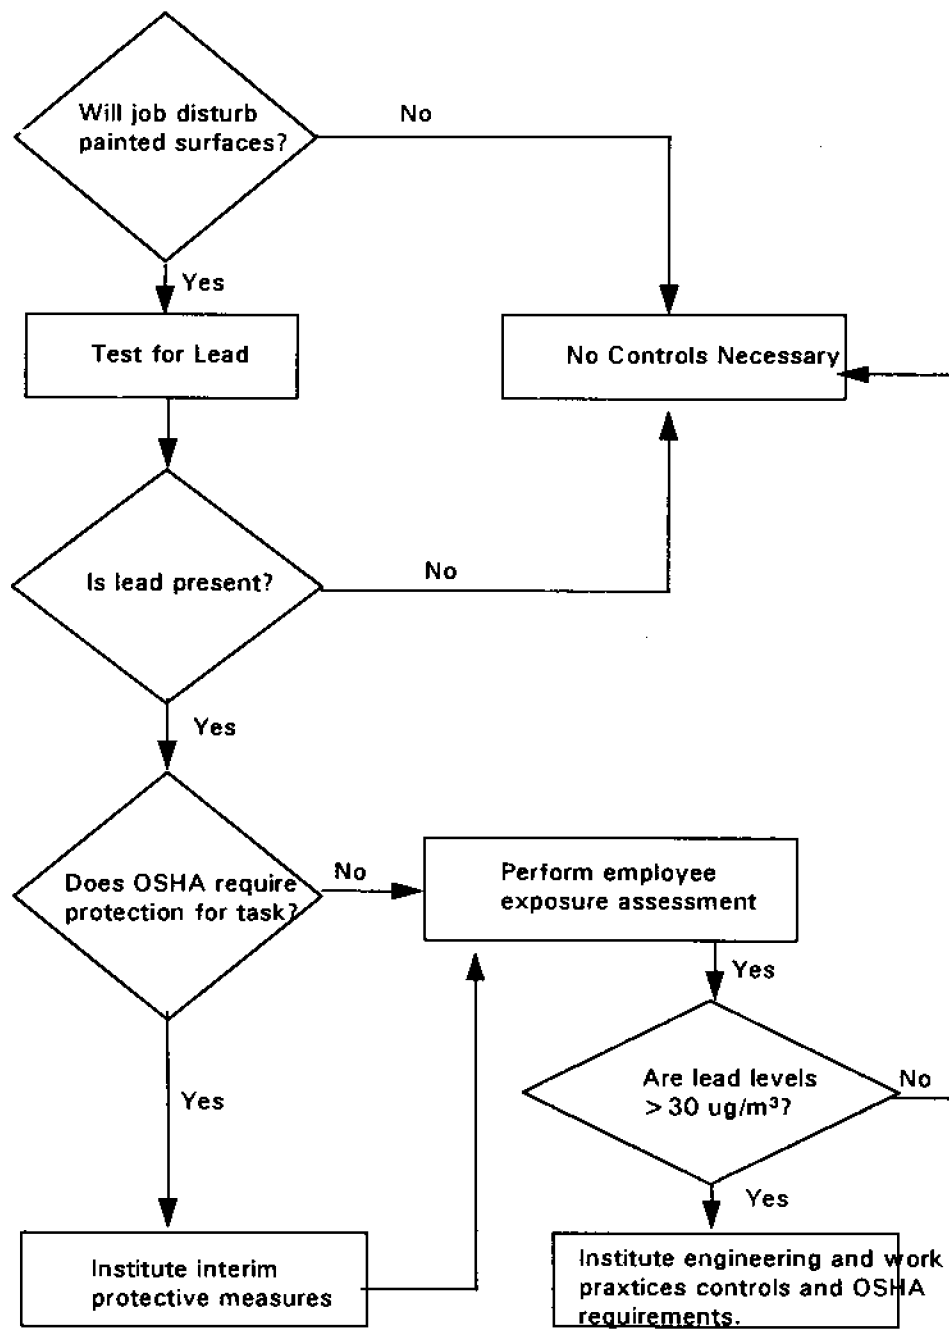 Will job disturb
painted surfaces?
No
Yes
Test for Lead
No Controls Necessary
Is lead present?
No
Yes
Does OSHA require
protection for task?
No
Perform employee
exposure assessment
Yes
Yes
Are lead levels
> 30 ug/m³?
No
Yes
Institute interim
protective measures
Institute engineering and work
praxtices controls and OSHA
requirements.